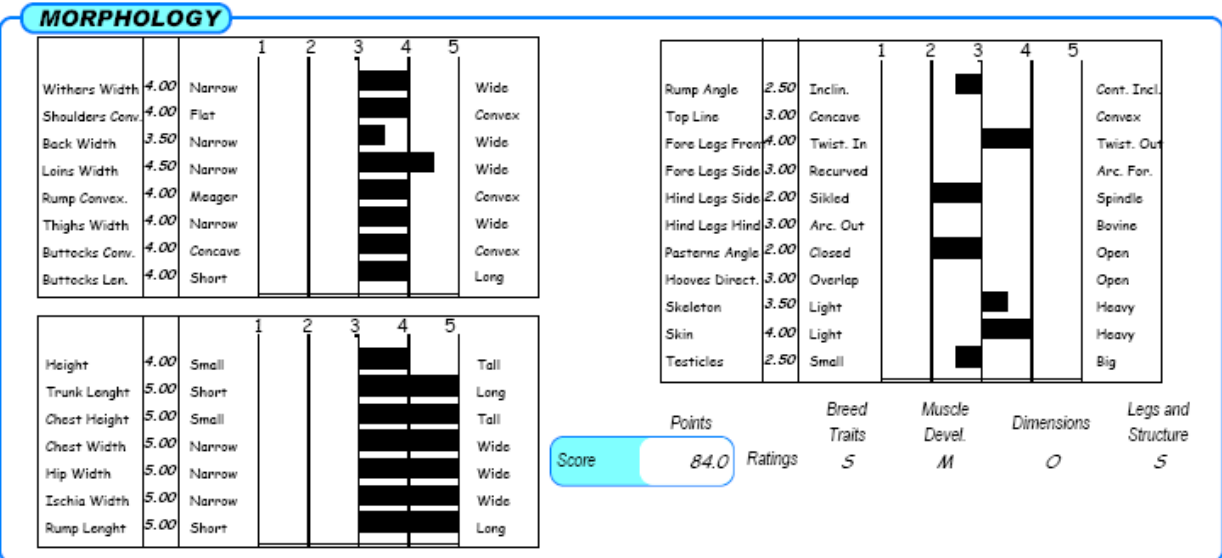 MORPHOLOGY
1 2 3 4 5
Withers Width 4.00 Narrow Wide
Shoulders Conv. 4.00 Flat Convex
Back Width 3.50 Narrow Wide
Loins Width 4.50 Narrow Wide
Rump Convex. 4.00 Meager Convex
Thighs Width 4.00 Narrow Wide
Buttocks Conv. 4.00 Concave Convex
Buttocks Len. 4.00 Short Long
1 2 3 4 5
Height 4.00 Small Tall
Trunk Lenght 5.00 Short Long
Chest Height 5.00 Small Tall
Chest Width 5.00 Narrow Wide
Hip Width 5.00 Narrow Wide
Ischia Width 5.00 Narrow Wide
Rump Lenght 5.00 Short Long
1 2 3 4 5
Rump Angle 2.50 Inclin. Cont. Incl.
Top Line 3.00 Concave Convex
Fore Legs Front 4.00 Twist. In Twist. Out
Fore Legs Side 3.00 Recurved Arc. For.
Hind Legs Side 2.00 Sikled Spindle
Hind Legs Hind 3.00 Arc. Out Bovine
Pasterns Angle 2.00 Closed Open
Hooves Direct. 3.00 Overlap Open
Skeleton 3.50 Light Heavy
Skin 4.00 Light Heavy
Testicles 2.50 Small Big
Points Breed Traits Muscle Devel. Dimensions Legs and Structure
Score 84.0 Ratings S M O S